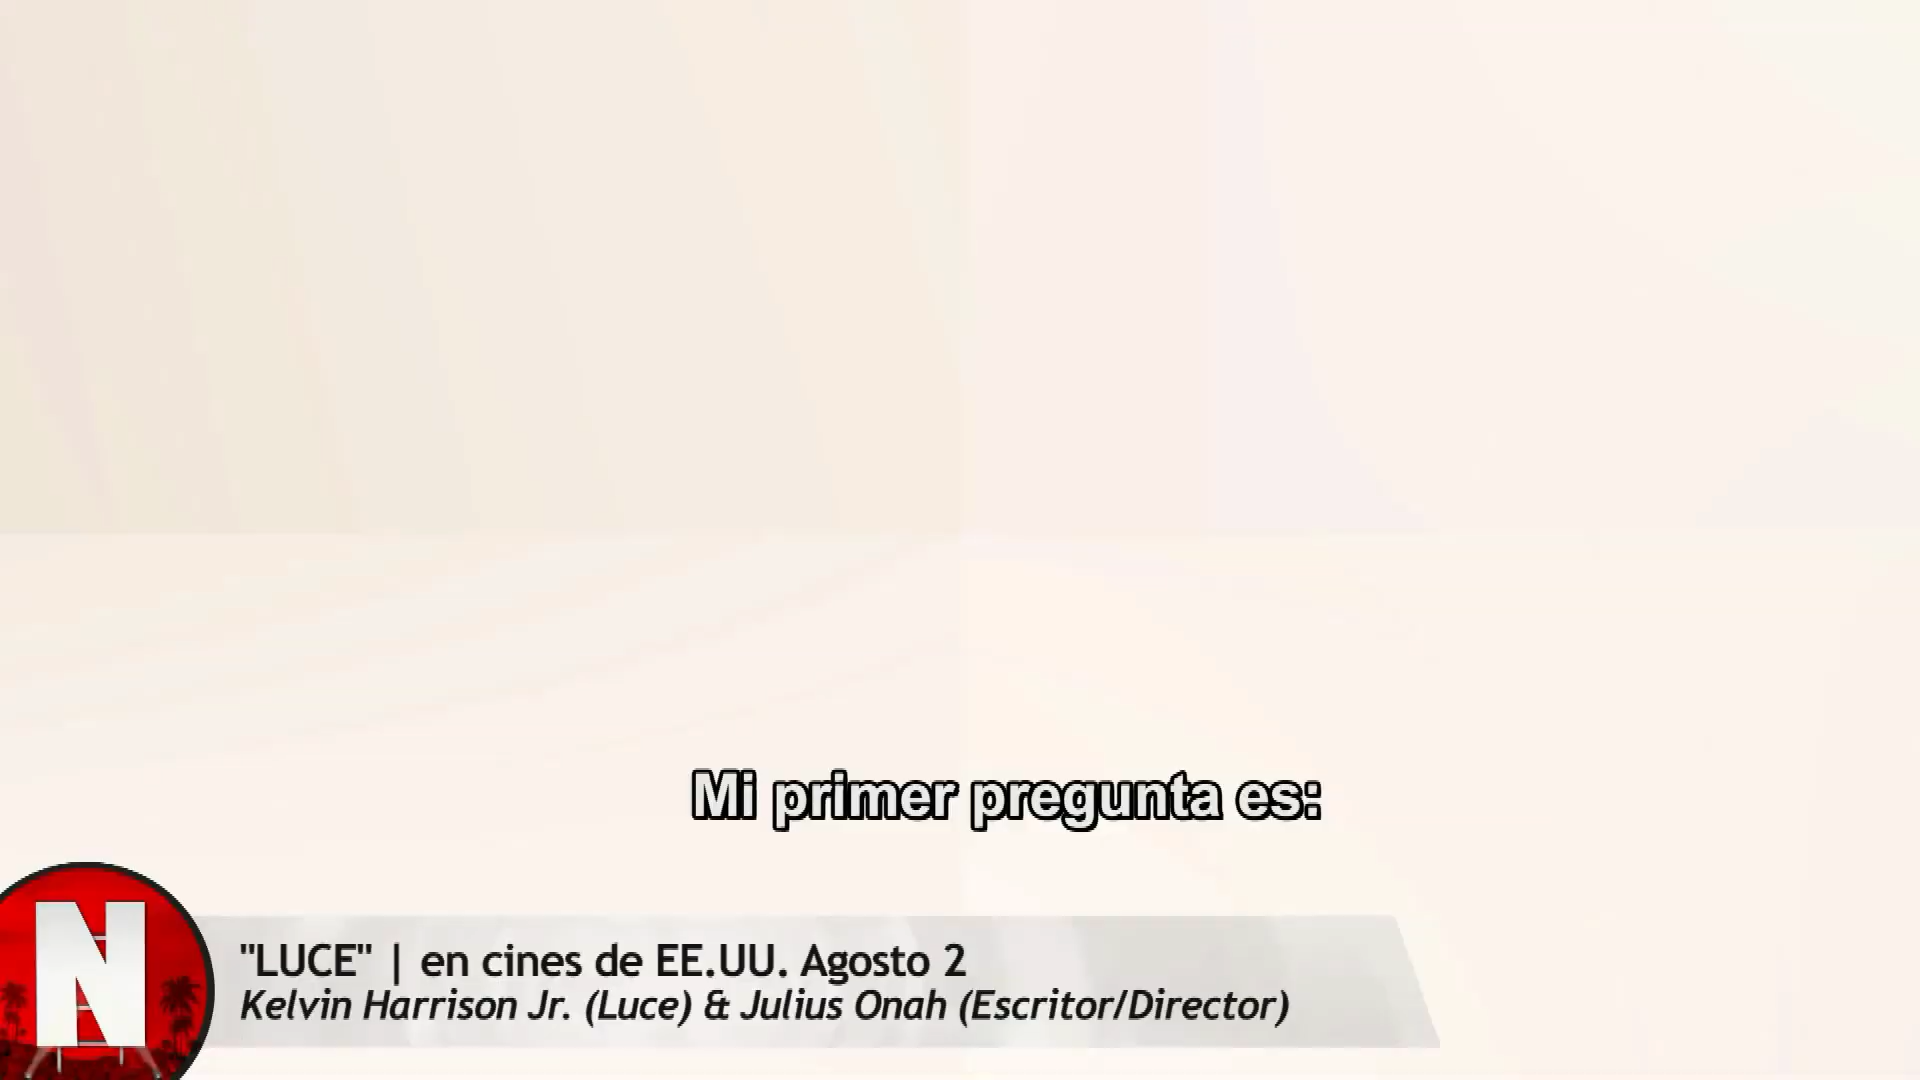 Mi primer pregunta es:
"LUCE" | en cines de EE.UU. Agosto 2
Kelvin Harrison Jr. (Luce) & Julius Onah (Escritor/Director)
N